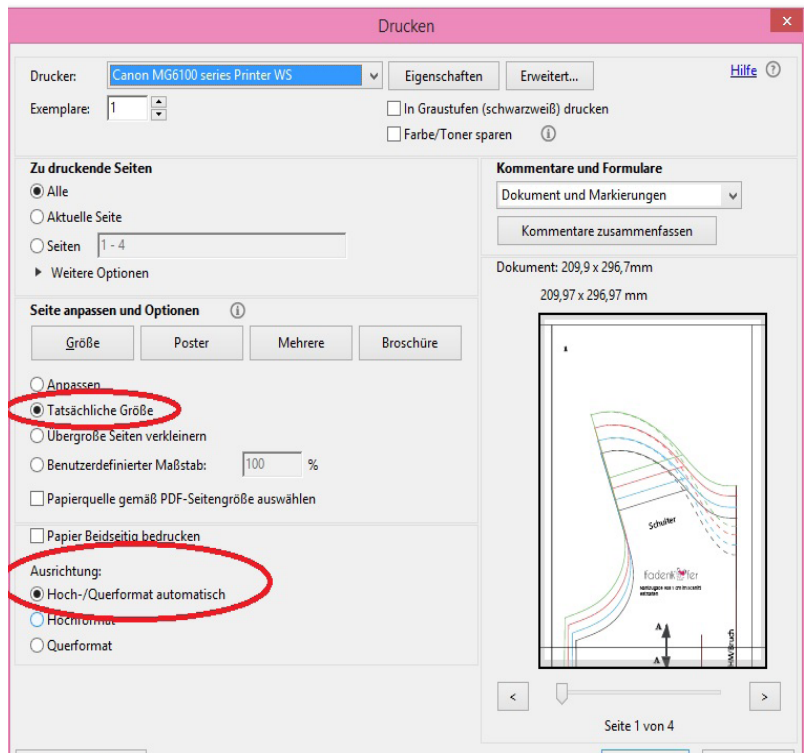 Drucken
×
Drucker:
Canon MG6100 series Printer WS
Eigenschaften
Erweitert...
Hilfe
?
Exemplare:
1
In Graustufen (schwarzweiß) drucken
Farbe/Toner sparen
i
Zu druckende Seiten
Alle
Aktuelle Seite
Seiten
1 - 4
Weitere Optionen
Seite anpassen und Optionen
i
Größe
Poster
Mehrere
Broschüre
Anpassen
Tatsächliche Größe
Übergroße Seiten verkleinern
Benutzerdefinierter Maßstab:
100
%
Papierquelle gemäß PDF-Seitengröße auswählen
Papier Beidseitig bedrucken
Ausrichtung:
Hoch-/Querformat automatisch
Hochformat
Querformat
Kommentare und Formulare
Dokument und Markierungen
Kommentare zusammenfassen
Dokument: 209,9 x 296,7mm
209,97 x 296,97 mm
Schulter
A
A
<
>
Seite 1 von 4